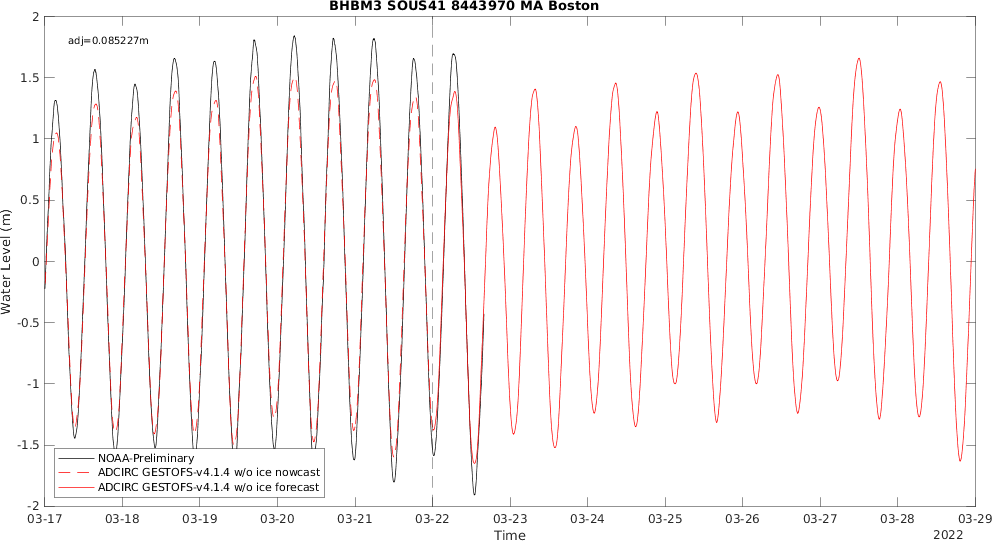 BHBM3 SOUS41 8443970 MA Boston
adj=0.085227m
2
1.5
1
0.5
0
-0.5
-1
-1.5
-2
Water Level (m)
NOAA-Preliminary
ADCIRC GESTOFS-v4.1.4 w/o ice nowcast
ADCIRC GESTOFS-v4.1.4 w/o ice forecast
03-17 03-18 03-19 03-20 03-21 03-22 03-23 03-24 03-25 03-26 03-27 03-28 03-29
Time
2022